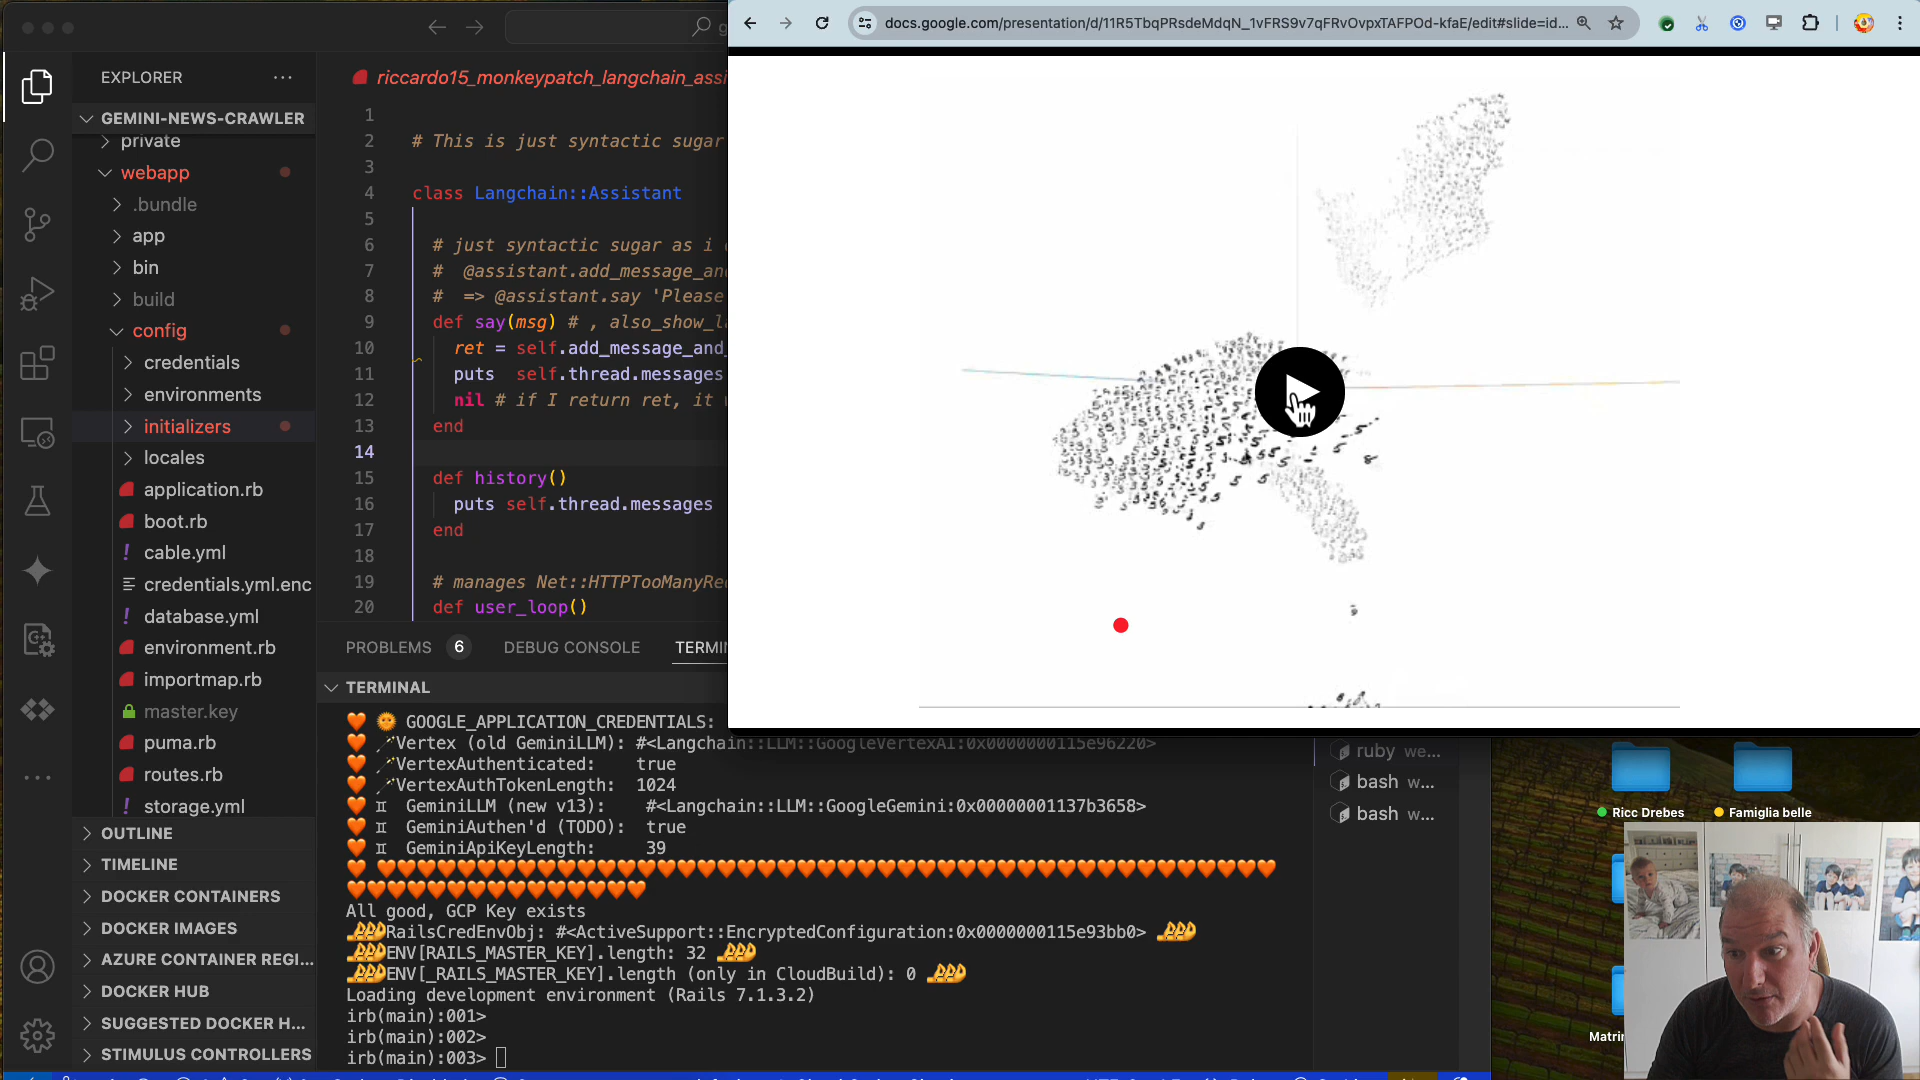 docs.google.com/presentation/d/11R5TbqPRsdeMdqN_1vFRS9v7qFRvOvpxTAFPOd-kfaE/edit#slide=id...
EXPLORER
GEMINI-NEWS-CRAWLER
private
webapp
.bundle
app
bin
build
config
credentials
environments
initializers
locales
application.rb
boot.rb
cable.yml
credentials.yml.enc
database.yml
environment.rb
importmap.rb
master.key
puma.rb
routes.rb
storage.yml
OUTLINE
TIMELINE
DOCKER CONTAINERS
DOCKER IMAGES
AZURE CONTAINER REGI...
DOCKER HUB
SUGGESTED DOCKER H...
STIMULUS CONTROLLERS
riccardo15_monkeypatch_langchain_assi
1
2 # This is just syntactic sugar
3
4 class Langchain::Assistant
5
6 # just syntactic sugar as i
7 # @assistant.add_message_an
8 # => @assistant.say 'Please
9 def say(msg) # , also_show_l
10 ret = self.add_message_and_
11 puts self.thread.messages
12 nil # if I return ret, it
13 end
14
15 def history()
16 puts self.thread.messages
17 end
18
19 # manages Net::HTTPTooManyRe
20 def user_loop()
PROBLEMS 6 DEBUG CONSOLE TERMIN
TERMINAL
🧡 🌞 GOOGLE_APPLICATION_CREDENTIALS:
🧡 🪄Vertex (old GeminiLLM): #<Langchain::LLM::GoogleVertexAI:0x0000000115e96220>
🧡 🪄VertexAuthenticated: true
🧡 🪄VertexAuthTokenLength: 1024
🧡 ♊ GeminiLLM (new v13): #<Langchain::LLM::GoogleGemini:0x00000001137b3658>
🧡 ♊ GeminiAuthen'd (TODO): true
🧡 ♊ GeminiApiKeyLength: 39
All good, GCP Key exists
RailsCredEnvObj: #<ActiveSupport::EncryptedConfiguration:0x0000000115e93bb0>
ENV[RAILS_MASTER_KEY].length: 32
ENV[_RAILS_MASTER_KEY].length (only in CloudBuild): 0
Loading development environment (Rails 7.1.3.2)
irb(main):001>
irb(main):002>
irb(main):003>
ruby we...
bash w...
bash w...
Ricc Drebes
Famiglia belle
Matrin